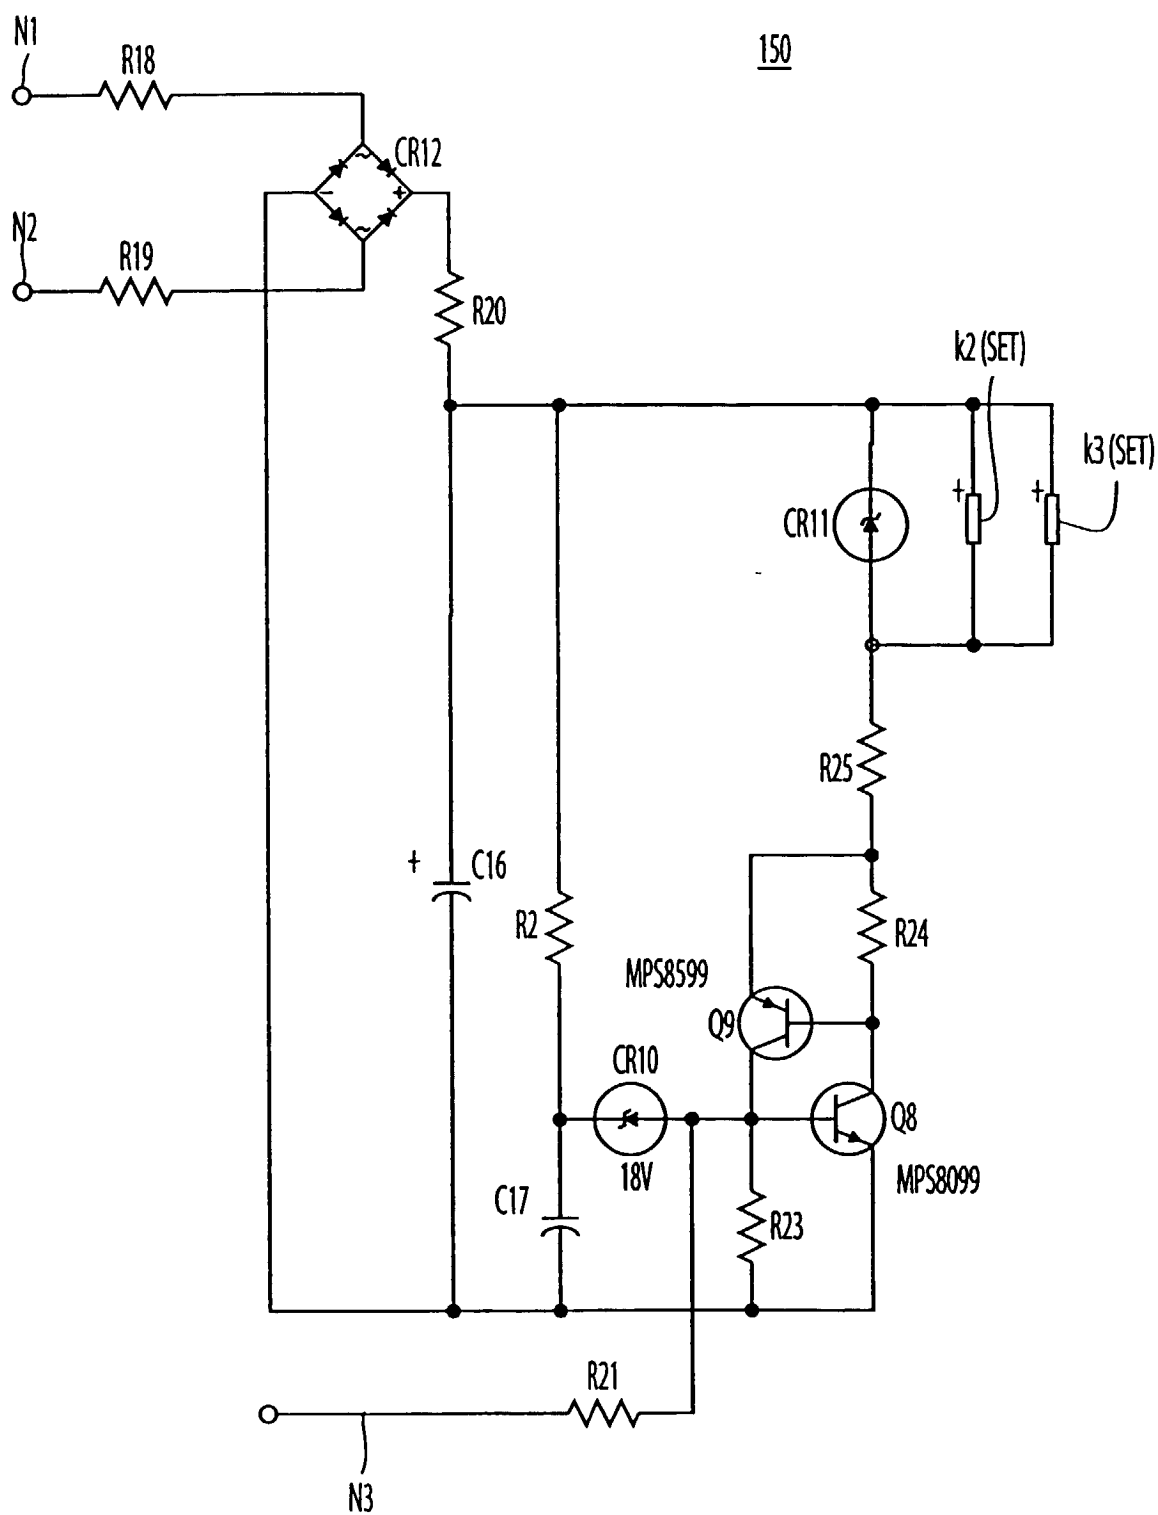 N1
R18
150
CR12
~
- +
~
N2
R19
R20
k2 (SET)
k3 (SET)
+
+
CR11
R25
+
C16
R2
R24
MPS8599
Q9
CR10
Q8
18V
MPS8099
C17
R23
R21
N3